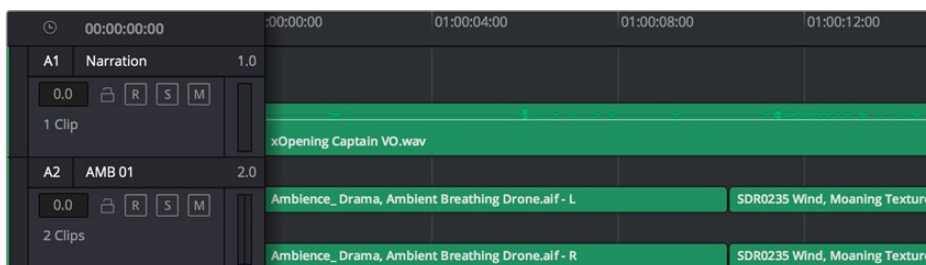 00:00:00:00
:00:00:00 01:00:04:00 01:00:08:00 01:00:12:00
A1 Narration 1.0
0.0 R S M
1 Clip
xOpening Captain VO.wav
A2 AMB 01 2.0
0.0 R S M
2 Clips
Ambience_ Drama, Ambient Breathing Drone.aif - L SDR0235 Wind, Moaning Texture
Ambience_ Drama, Ambient Breathing Drone.aif - R SDR0235 Wind, Moaning Texture